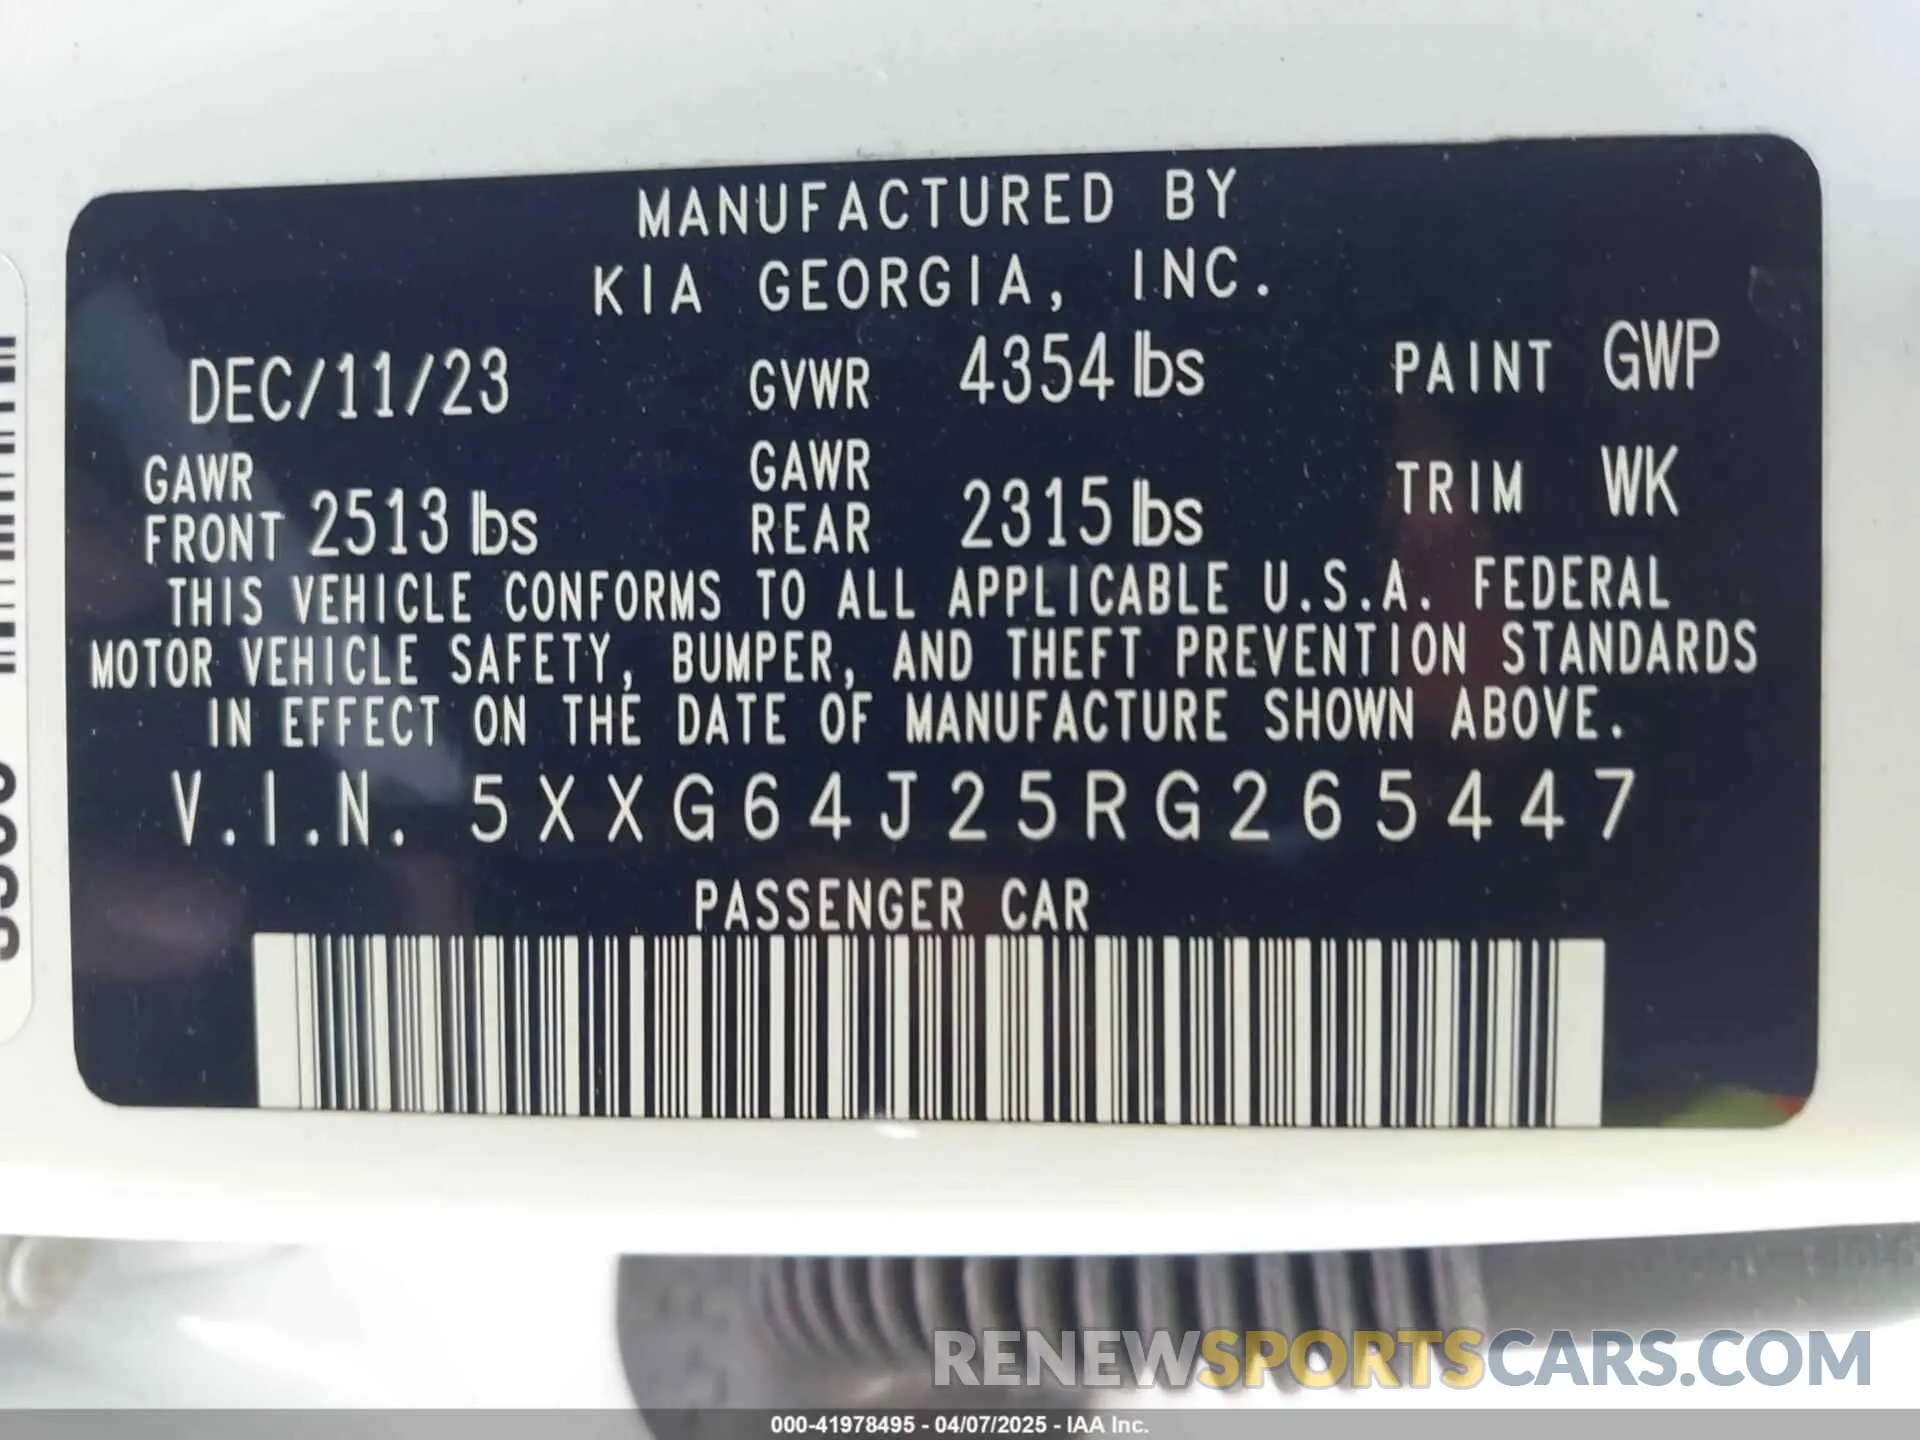 MANUFACTURED BY
KIA GEORGIA, INC.
DEC/11/23 GVWR 4354 lbs PAINT GWP
GAWR FRONT 2513 lbs GAWR REAR 2315 lbs TRIM WK
THIS VEHICLE CONFORMS TO ALL APPLICABLE U.S.A. FEDERAL
MOTOR VEHICLE SAFETY, BUMPER, AND THEFT PREVENTION STANDARDS
IN EFFECT ON THE DATE OF MANUFACTURE SHOWN ABOVE.
V.I.N. 5XXG64J25RG265447
PASSENGER CAR
RENEWSPORTSCARS.COM
000-41978495 - 04/07/2025 - IAA Inc.